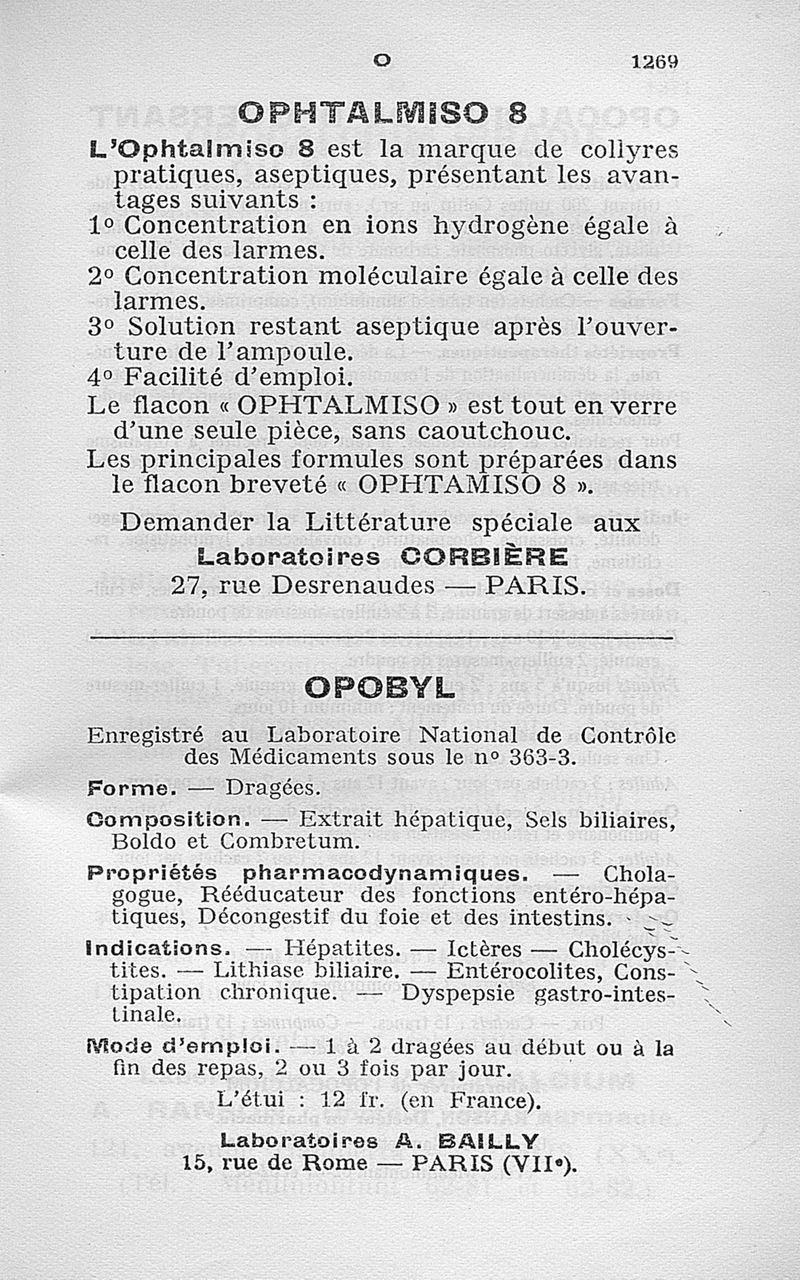 O 1269
OPHTALMISO 8
L'Ophtalmiso 8 est la marque de collyres
pratiques, aseptiques, présentant les avan-
tages suivants :
1º Concentration en ions hydrogène égale à
celle des larmes.
2º Concentration moléculaire égale à celle des
larmes.
3º Solution restant aseptique après l'ouver-
ture de l'ampoule.
4º Facilité d'emploi.
Le flacon « OPHTALMISO » est tout en verre
d'une seule pièce, sans caoutchouc.
Les principales formules sont préparées dans
le flacon breveté « OPHTAMISO 8 ».
Demander la Littérature spéciale aux
Laboratoires CORBIÈRE
27, rue Desrenaudes — PARIS.
OPOBYL
Enregistré au Laboratoire National de Contrôle
des Médicaments sous le nº 363-3.
Forme. — Dragées.
Composition. — Extrait hépatique, Sels biliaires,
Boldo et Combretum.
Propriétés pharmacodynamiques. — Chola-
gogue, Rééducateur des fonctions entéro-hépa-
tiques, Décongestif du foie et des intestins.
Indications. — Hépatites. — Ictères — Cholécys-
tites. — Lithiase biliaire. — Entérocolites, Cons-
tipation chronique. — Dyspepsie gastro-intes-
tinale.
Mode d'emploi. — 1 à 2 dragées au début ou à la
fin des repas, 2 ou 3 fois par jour.
L'étui : 12 fr. (en France).
Laboratoires A. BAILLY
15, rue de Rome — PARIS (VIIe).